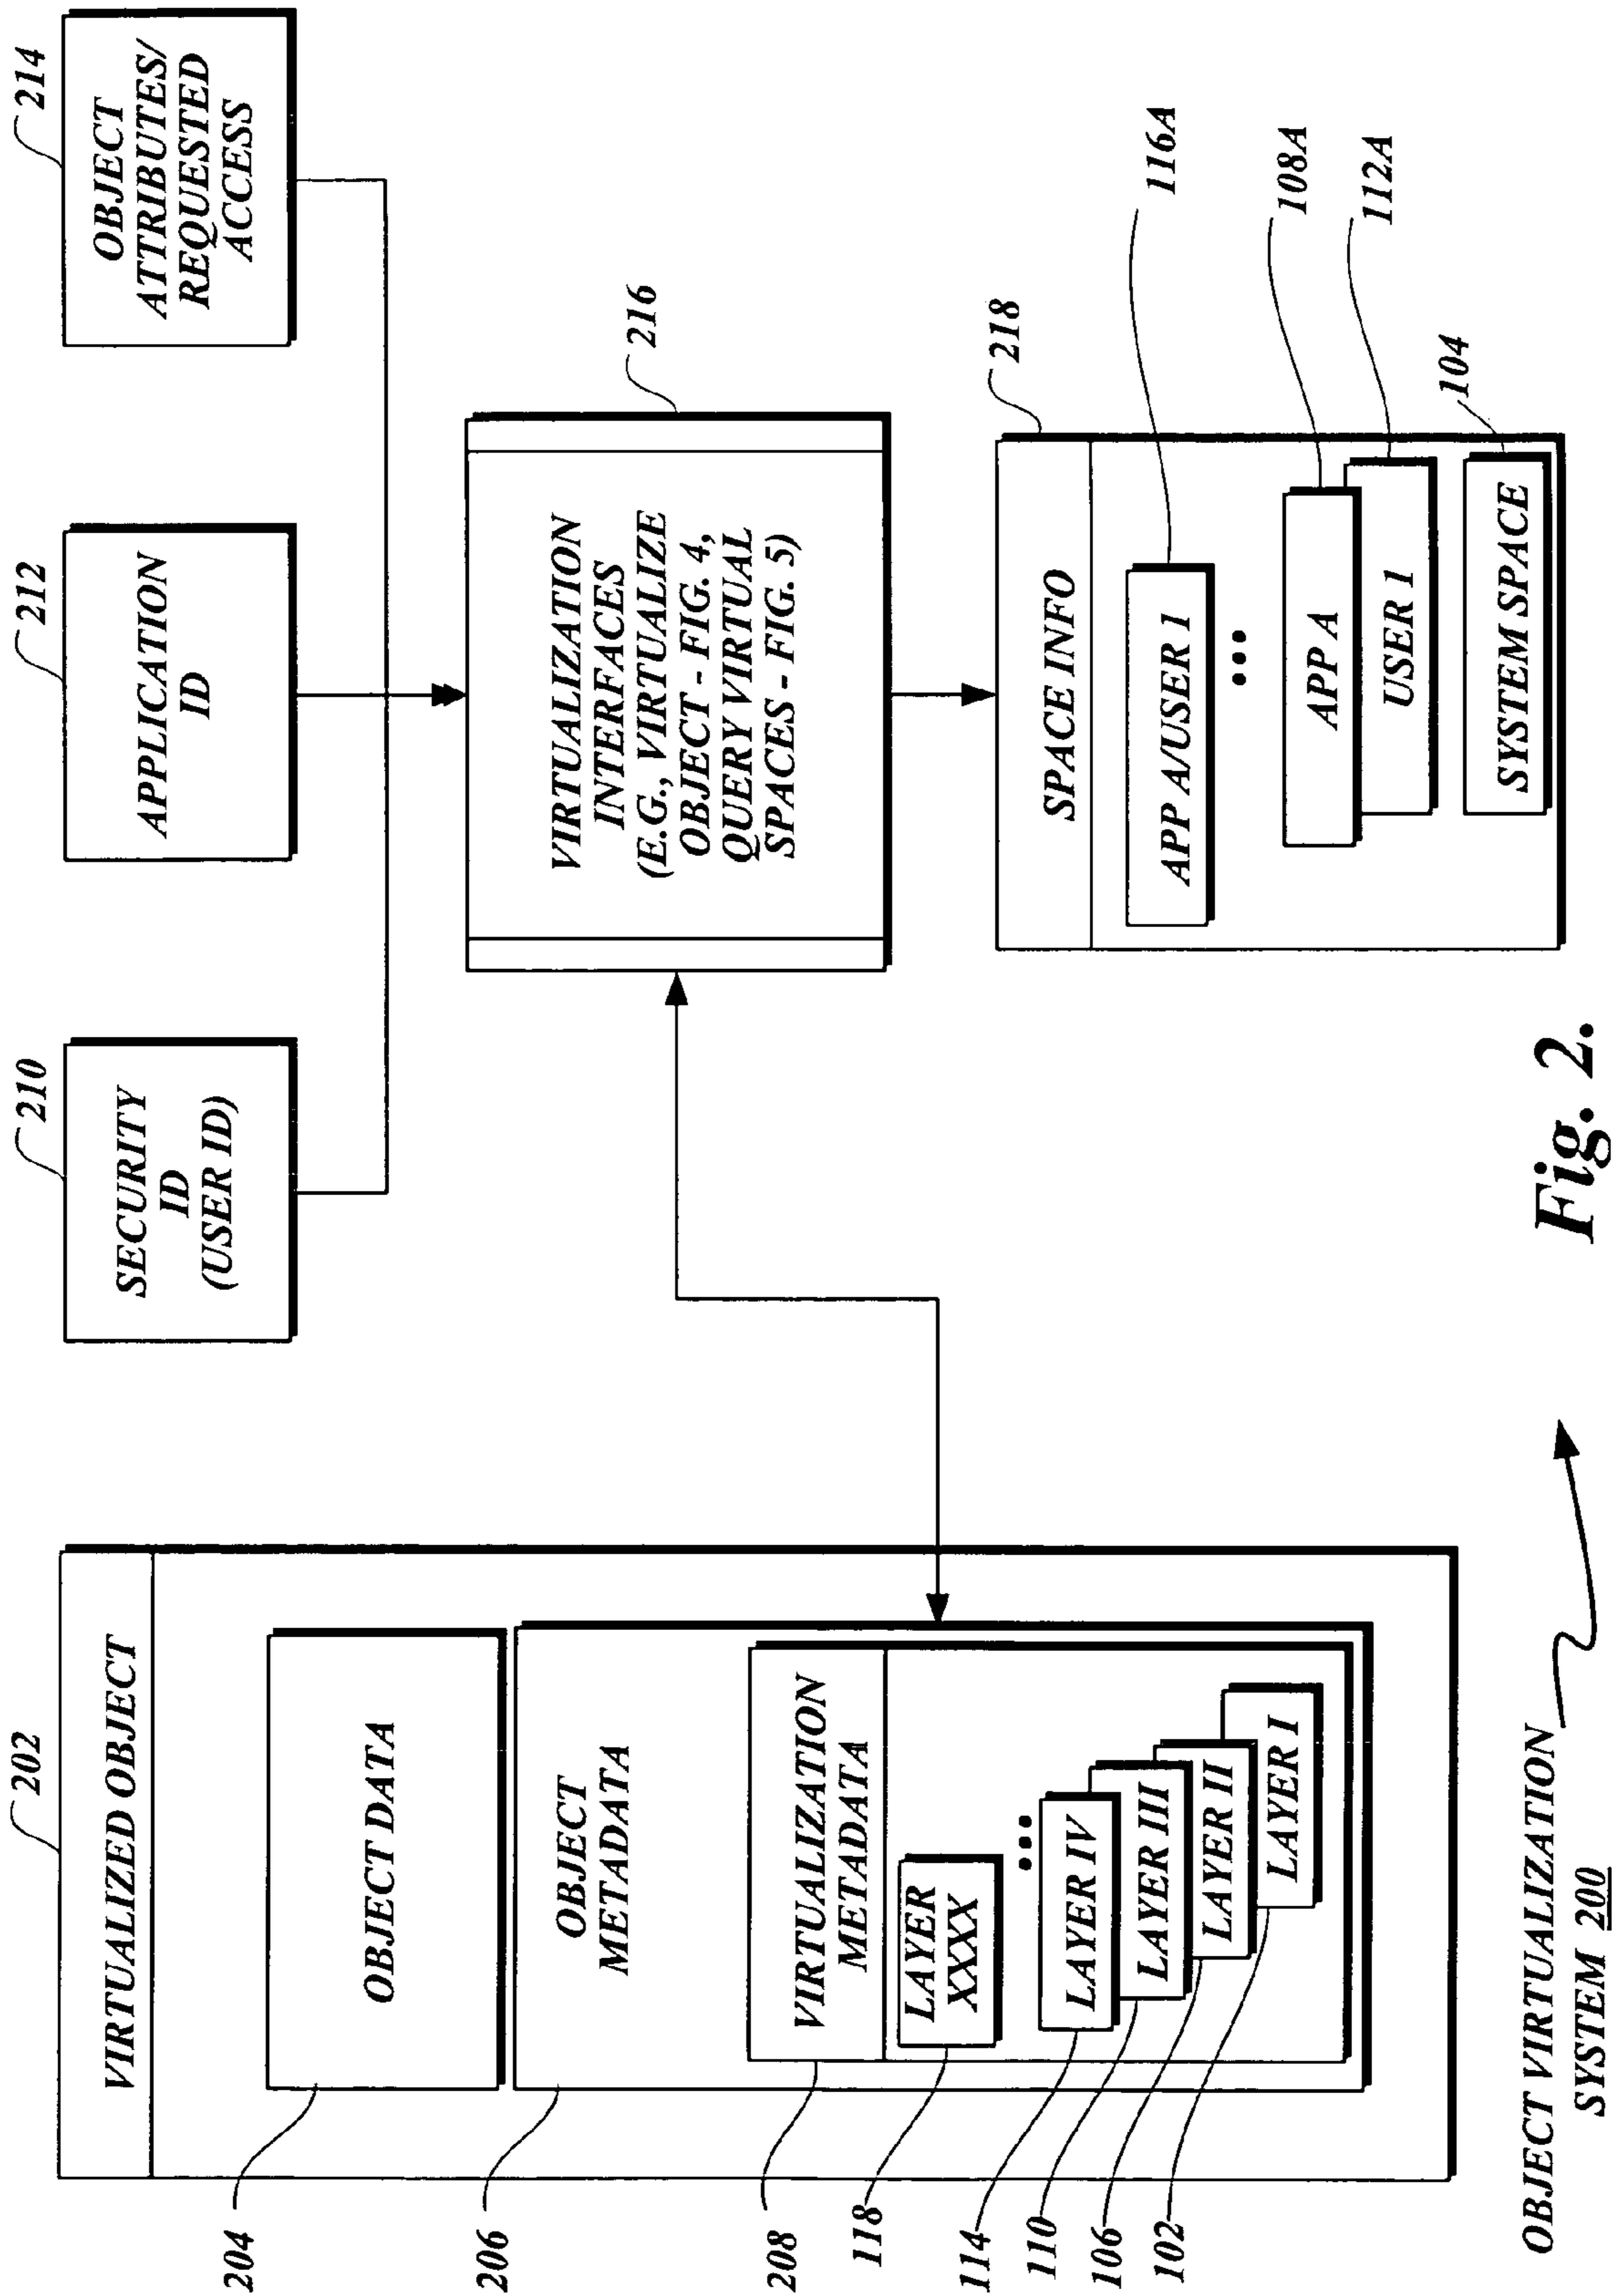 202
VIRTUALIZED OBJECT
204
OBJECT DATA
206
OBJECT
METADATA
208
VIRTUALIZATION
METADATA
118
LAYER
XXXX
...
114
LAYER IV
110
LAYER III
106
LAYER II
102
LAYER I
210
SECURITY
ID
(USER ID)
212
APPLICATION
ID
214
OBJECT
ATTRIBUTES/
REQUESTED
ACCESS
216
VIRTUALIZATION
INTERFACES
(E.G., VIRTUALIZE
OBJECT - FIG. 4,
QUERY VIRTUAL
SPACES - FIG. 5)
218
SPACE INFO
116A
APP A/USER 1
...
108A
APP A
112A
USER 1
104
SYSTEM SPACE
OBJECT VIRTUALIZATION
SYSTEM 200
Fig. 2.